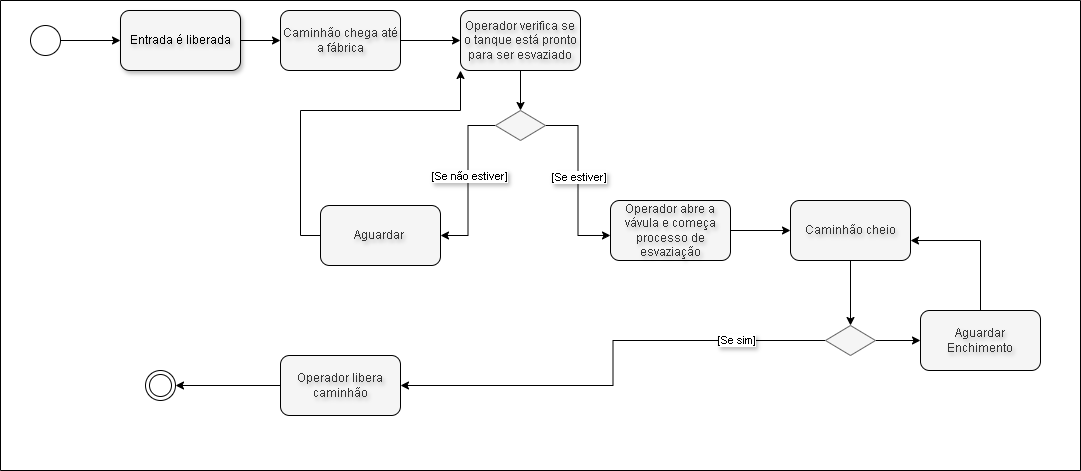 Entrada é liberada
Caminhão chega até
a fábrica
Operador verifica se
o tanque está pronto
para ser esvaziado
[Se não estiver]
[Se estiver]
Aguardar
Operador abre a
vávula e começa
processo de
esvaziação
Caminhão cheio
[Se sim]
Aguardar
Enchimento
Operador libera
caminhão